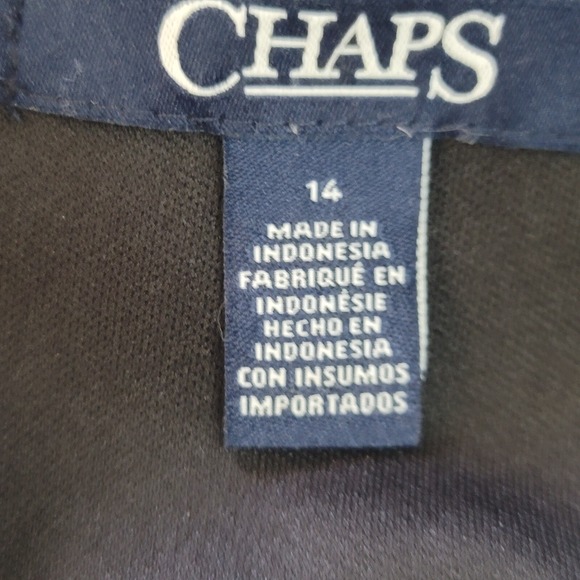 CHAPS
14
MADE IN
INDONESIA
FABRIQUÉ EN
INDONÉSIE
HECHO EN
INDONESIA
CON INSUMOS
IMPORTADOS